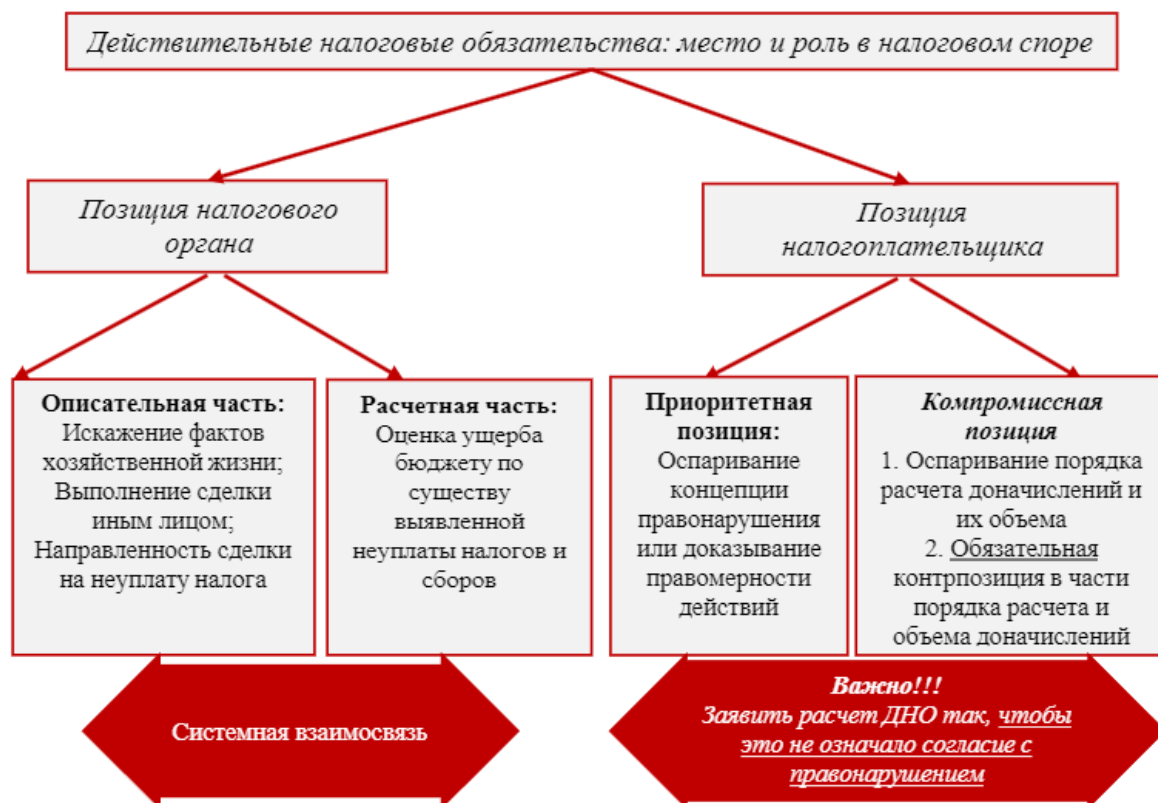 Действительные налоговые обязательства: место и роль в налоговом споре
Позиция налогового
органа
Позиция
налогоплательщика
Описательная часть:
Искажение фактов
хозяйственной жизни;
Выполнение сделки
иным лицом;
Направленность сделки
на неуплату налога
Расчетная часть:
Оценка ущерба
бюджету по
существу
выявленной
неуплаты налогов и
сборов
Приоритетная
позиция:
Оспаривание
концепции
правонарушения
или доказывание
правомерности
действий
Компромиссная
позиция
1. Оспаривание порядка
расчета доначислений и
их объема
2. Обязательная
контрпозиция в части
порядка расчета и
объема доначислений
Системная взаимосвязь
Важно!!!
Заявить расчет ДНО так, чтобы
это не означало согласие с
правонарушением